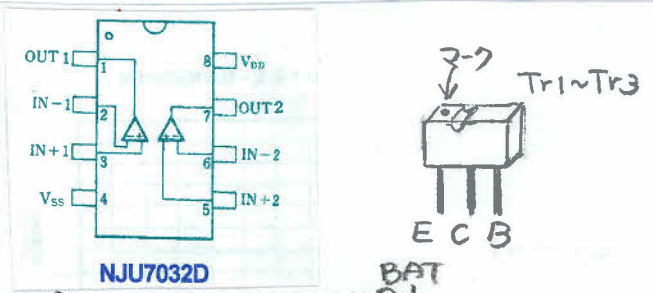 OUT 1
1
8
VDD
IN-1
2
7
OUT2
IN+1
3
6
IN-2
VSS
4
5
IN+2
NJU7032D
マーク
Tr1~Tr3
E C B
BAT